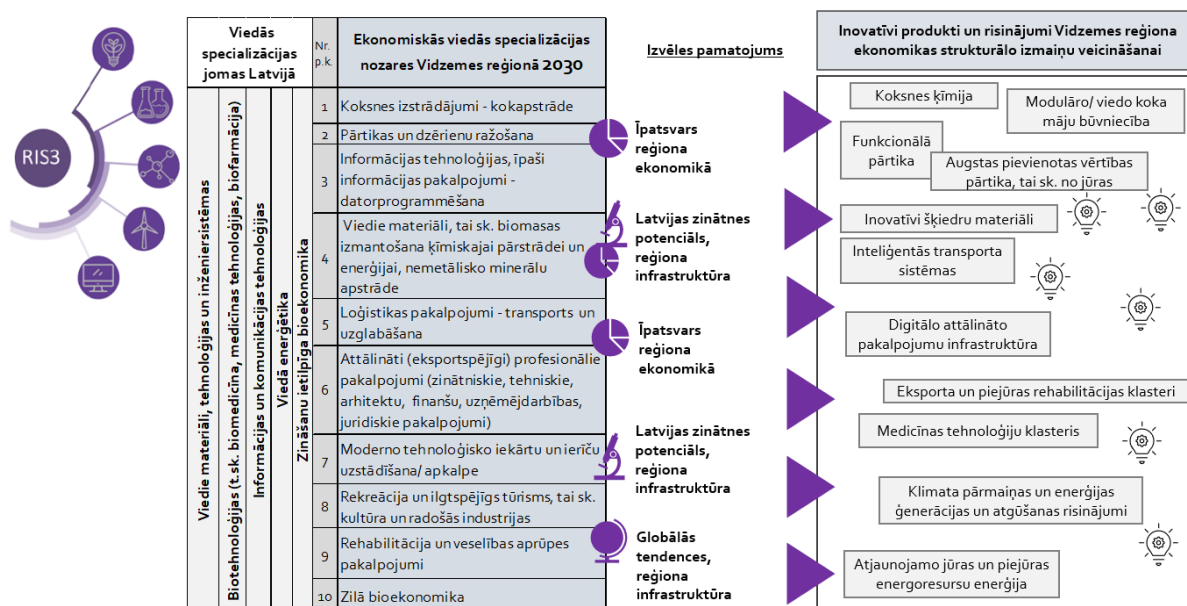 RIS3
Viedās
specializācijas
jomas Latvijā
Viedie materiāli, tehnoloģijas un inženiersistēmas
Biotehnoloģijas (t.sk. biomedicīna, medicīnas tehnoloģijas, biofarmācija)
Informācijas un komunikācijas tehnoloģijas
Viedā enerģētika
Zināšanu ietilpīga bioekonomika
Nr.
p.k.
Ekonomiskās viedās specializācijas
nozares Vidzemes reģionā 2030
1 Koksnes izstrādājumi - kokapstrāde
2 Pārtikas un dzērienu ražošana
3 Informācijas tehnoloģijas, īpaši
informācijas pakalpojumi -
datorprogrammēšana
4 Viedie materiāli, tai sk. biomasas
izmantošana ķīmiskajai pārstrādei un
enerģijai, nemetālisko minerālu
apstrāde
5 Loģistikas pakalpojumi - transports un
uzglabāšana
6 Attālināti (eksportspējīgi) profesionālie
pakalpojumi (zinātniskie, tehniskie,
arhitektu, finanšu, uzņēmējdarbības,
juridiskie pakalpojumi)
7 Moderno tehnoloģisko iekārtu un ierīču
uzstādīšana/ apkalpe
8 Rekreācija un ilgtspējīgs tūrisms, tai sk.
kultūra un radošās industrijas
9 Rehabilitācija un veselības aprūpes
pakalpojumi
10 Zilā bioekonomika
Izvēles pamatojums
Īpatsvars
reģiona
ekonomikā
Latvijas zinātnes
potenciāls,
reģiona
infrastruktūra
Īpatsvars
reģiona
ekonomikā
Latvijas zinātnes
potenciāls,
reģiona
infrastruktūra
Globālās
tendences,
reģiona
infrastruktūra
Inovatīvi produkti un risinājumi Vidzemes reģiona
ekonomikas strukturālo izmaiņu veicināšanai
Koksnes ķīmija
Modulāro/ viedo koka
māju būvniecība
Funkcionālā
pārtika
Augstas pievienotas vērtības
pārtika, tai sk. no jūras
Inovatīvi šķiedru materiāli
Inteliģentās transporta
sistēmas
Digitālo attālināto
pakalpojumu infrastruktūra
Eksporta un piejūras rehabilitācijas klasteri
Medicīnas tehnoloģiju klasteris
Klimata pārmaiņas un enerģijas
ģenerācijas un atgūšanas risinājumi
Atjaunojamo jūras un piejūras
energoresursu enerģija